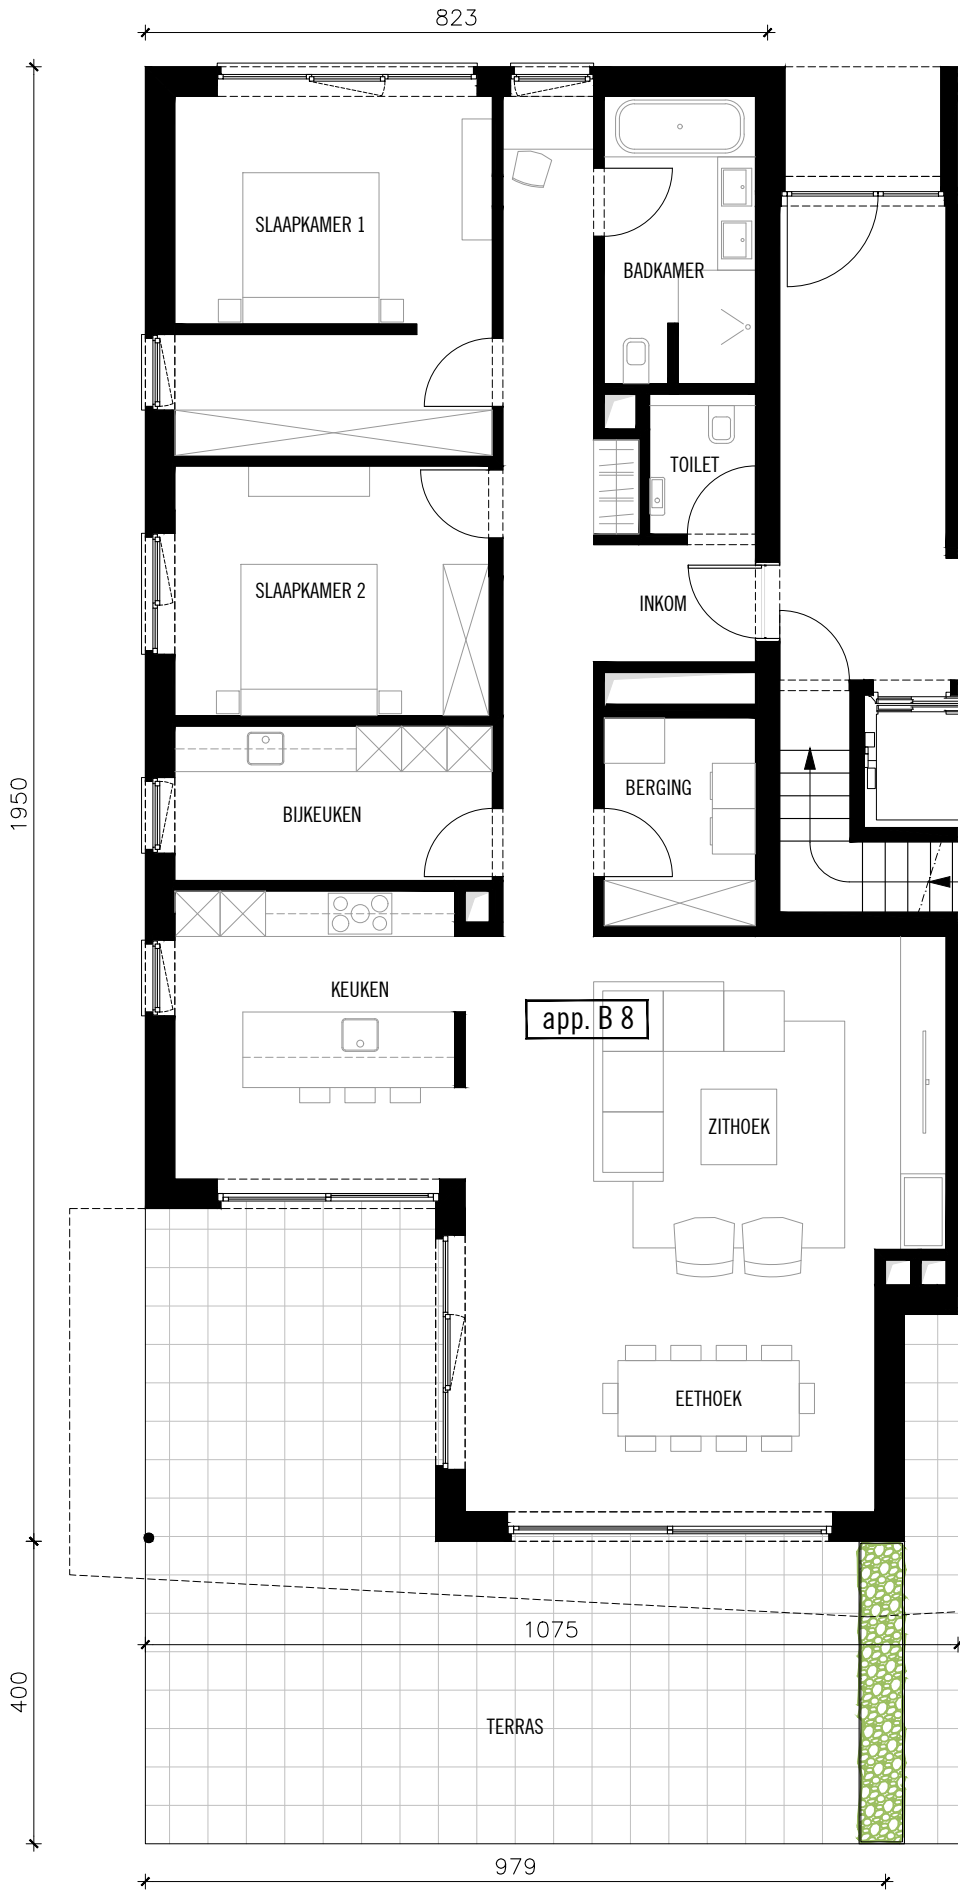 823
SLAAPKAMER 1
BADKAMER
TOILET
SLAAPKAMER 2
INKOM
1950
BERGING
BIJKEUKEN
KEUKEN
app. B 8
ZITHOEK
EETHOEK
1075
400
TERRAS
979